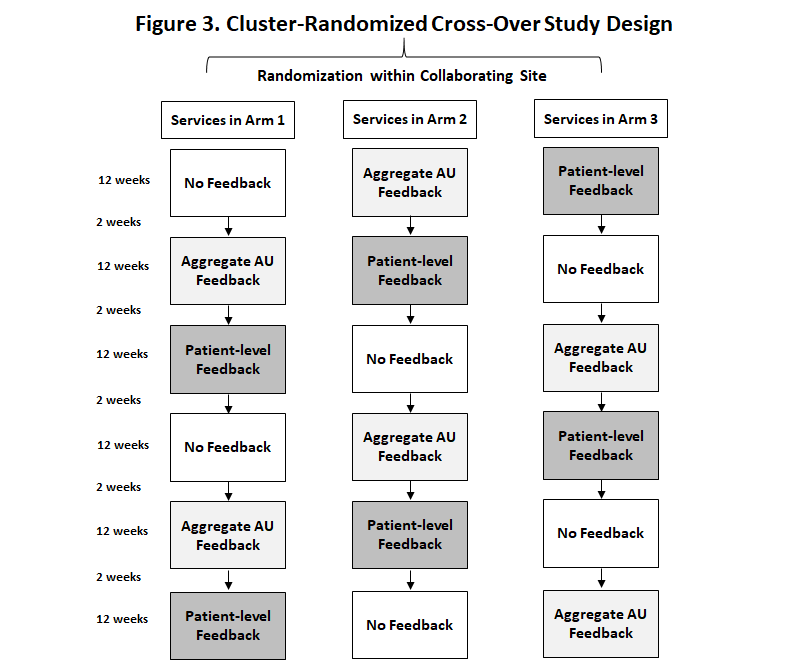 Figure 3. Cluster-Randomized Cross-Over Study Design
Randomization within Collaborating Site
Services in Arm 1
Services in Arm 2
Services in Arm 3
12 weeks
No Feedback
Aggregate AU
Feedback
Patient-level
Feedback
2 weeks
12 weeks
Aggregate AU
Feedback
Patient-level
Feedback
No Feedback
2 weeks
12 weeks
Patient-level
Feedback
No Feedback
Aggregate AU
Feedback
2 weeks
12 weeks
No Feedback
Aggregate AU
Feedback
Patient-level
Feedback
2 weeks
12 weeks
Aggregate AU
Feedback
Patient-level
Feedback
No Feedback
2 weeks
12 weeks
Patient-level
Feedback
No Feedback
Aggregate AU
Feedback